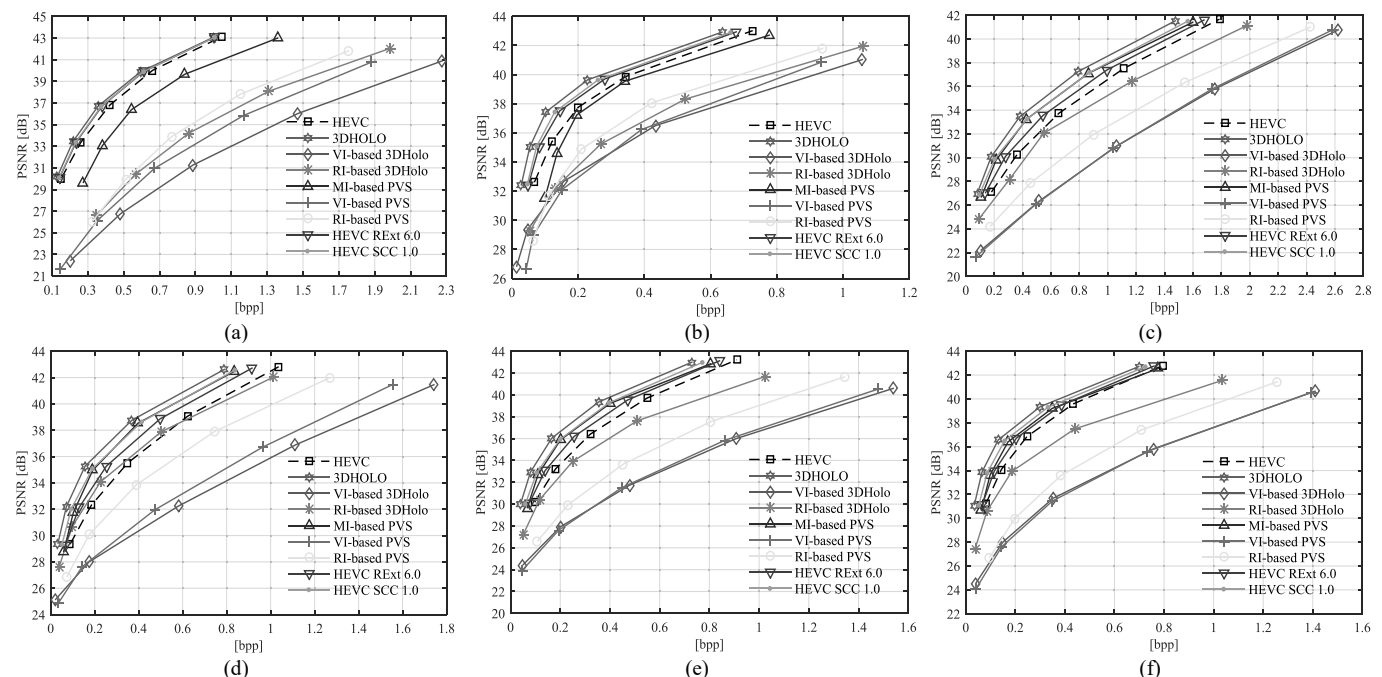 PSNR [dB]
45
43
41
39
37
35
33
31
29
27
25
23
21
0.1
0.3
0.5
0.7
0.9
1.1
1.3
1.5
1.7
1.9
2.1
2.3
[bpp]
HEVC
3DHOLO
VI-based 3DHolo
RI-based 3DHolo
MI-based PVS
VI-based PVS
RI-based PVS
HEVC RExt 6.0
HEVC SCC 1.0
(a)
PSNR [dB]
44
42
40
38
36
34
32
30
28
26
0
0.2
0.4
0.6
0.8
1
1.2
[bpp]
HEVC
3DHOLO
VI-based 3DHolo
RI-based 3DHolo
MI-based PVS
VI-based PVS
RI-based PVS
HEVC RExt 6.0
HEVC SCC 1.0
(b)
PSNR [dB]
42
40
38
36
34
32
30
28
26
24
22
20
0
0.2
0.4
0.6
0.8
1
1.2
1.4
1.6
1.8
2
2.2
2.4
2.6
2.8
[bpp]
HEVC
3DHOLO
VI-based 3DHolo
RI-based 3DHolo
MI-based PVS
VI-based PVS
RI-based PVS
HEVC RExt 6.0
HEVC SCC 1.0
(c)
PSNR [dB]
44
42
40
38
36
34
32
30
28
26
24
0
0.2
0.4
0.6
0.8
1
1.2
1.4
1.6
1.8
[bpp]
HEVC
3DHOLO
VI-based 3DHolo
RI-based 3DHolo
MI-based PVS
VI-based PVS
RI-based PVS
HEVC RExt 6.0
HEVC SCC 1.0
(d)
PSNR [dB]
44
42
40
38
36
34
32
30
28
26
24
22
20
0
0.2
0.4
0.6
0.8
1
1.2
1.4
1.6
[bpp]
HEVC
3DHOLO
VI-based 3DHolo
RI-based 3DHolo
MI-based PVS
VI-based PVS
RI-based PVS
HEVC RExt 6.0
HEVC SCC 1.0
(e)
PSNR [dB]
44
42
40
38
36
34
32
30
28
26
24
22
0
0.2
0.4
0.6
0.8
1
1.2
1.4
1.6
[bpp]
HEVC
3DHOLO
VI-based 3DHolo
RI-based 3DHolo
MI-based PVS
VI-based PVS
RI-based PVS
HEVC RExt 6.0
HEVC SCC 1.0
(f)